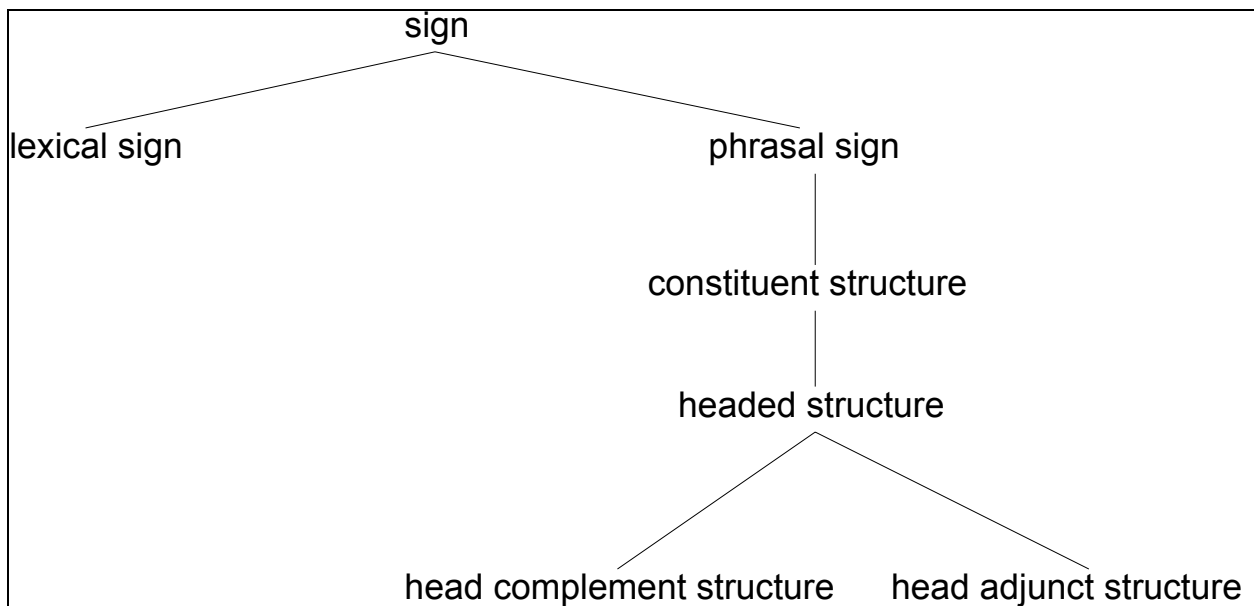 sign
lexical sign phrasal sign
constituent structure
headed structure
head complement structure head adjunct structure